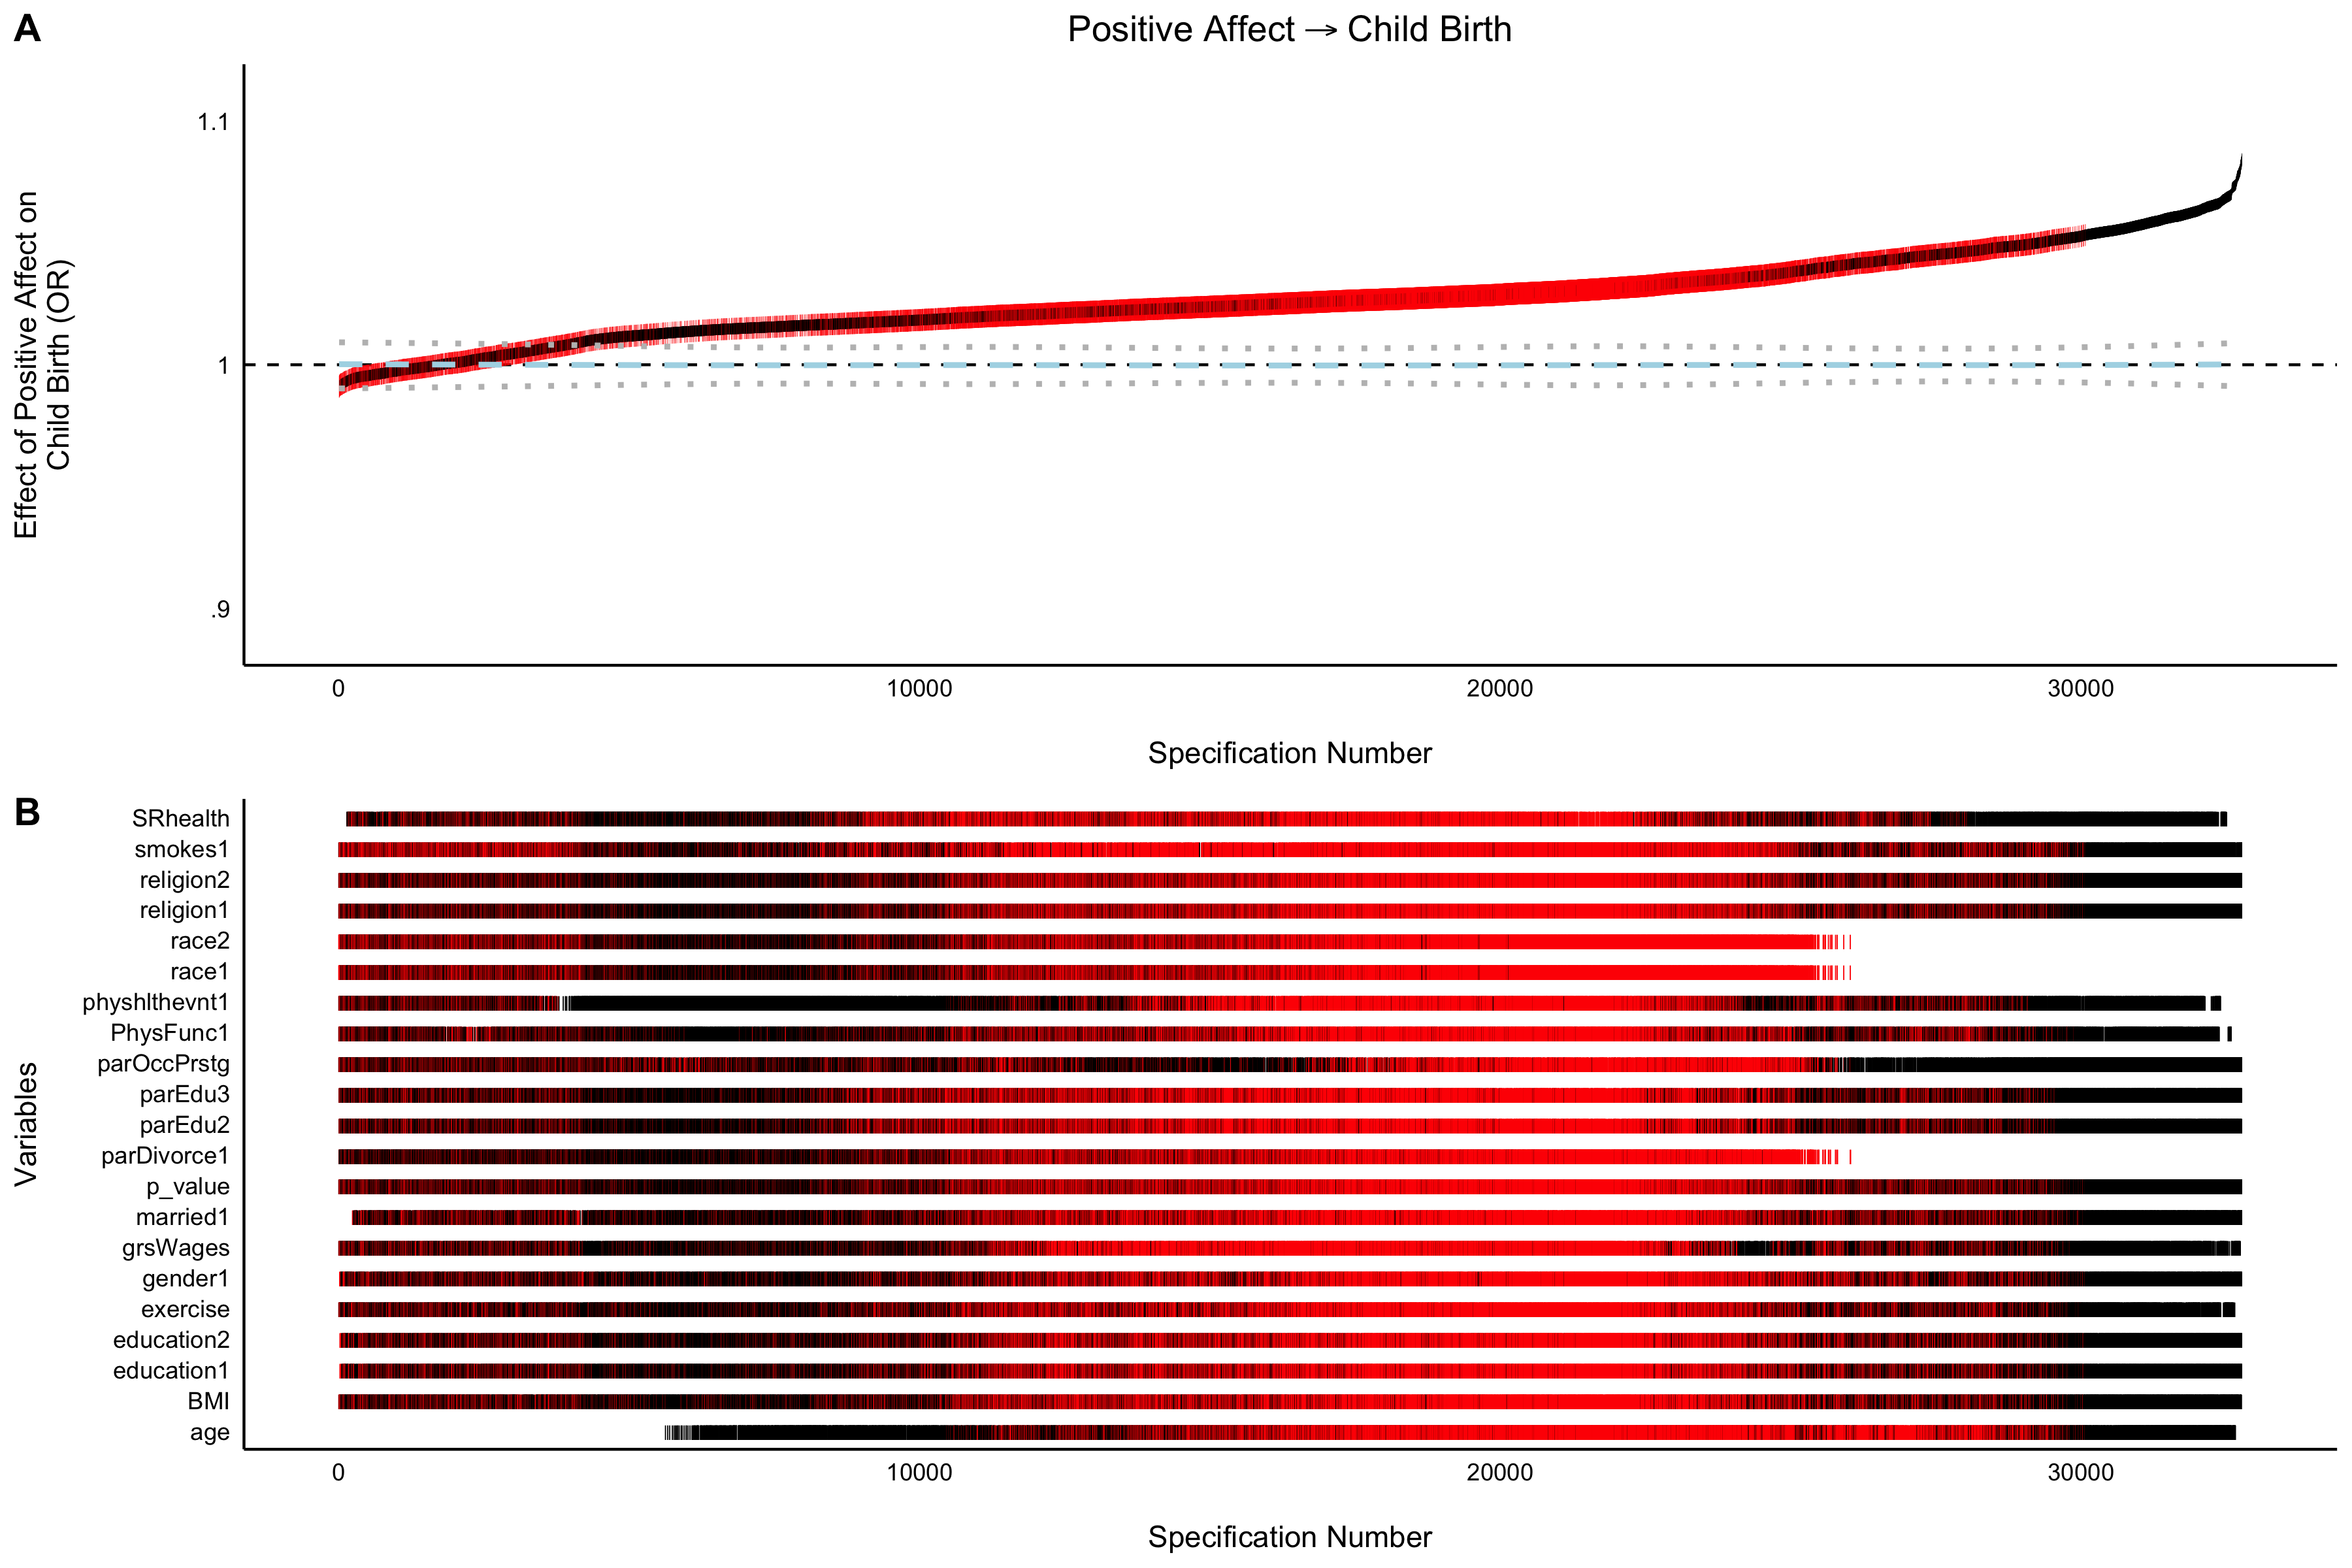 A
Positive Affect → Child Birth
Effect of Positive Affect on
Child Birth (OR)
1.1
1
.9
0 10000 20000 30000
Specification Number
B
Variables
SRhealth
smokes1
religion2
religion1
race2
race1
physhlthevnt1
PhysFunc1
parOccPrstg
parEdu3
parEdu2
parDivorce1
p_value
married1
grsWages
gender1
exercise
education2
education1
BMI
age
0 10000 20000 30000
Specification Number